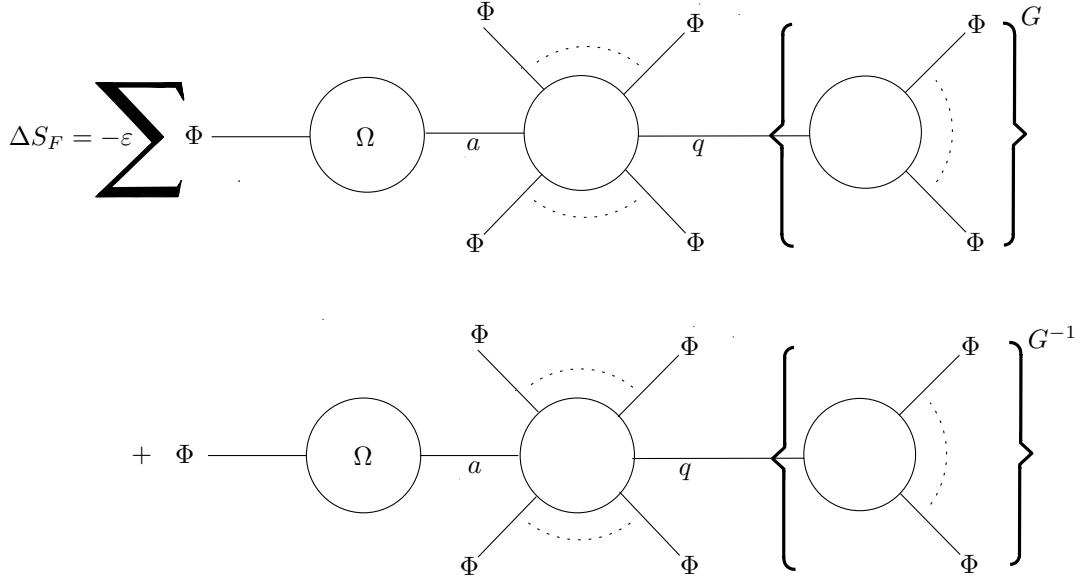 Φ Φ Φ G
ΔS_F = −ε ∑ Φ Ω a q
Φ Φ Φ
Φ Φ Φ G^{−1}
+ Φ Ω a q
Φ Φ Φ